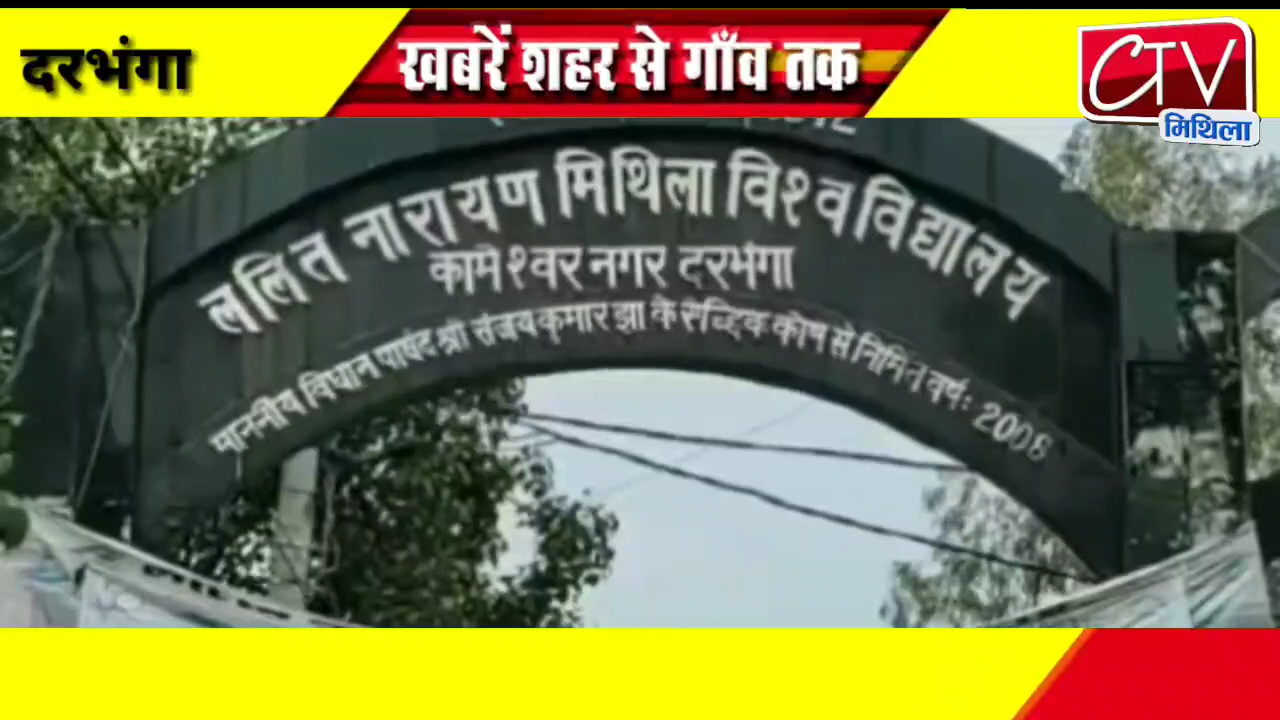 दरभंगा
खबरें शहर से गाँव तक
CTV
मिथिला
ललित नारायण मिथिला विश्वविद्यालय
कामेश्वर नगर दरभंगा
माननीय विधान पार्षद श्री संजय कुमार झा के ऐच्छिक कोष से निर्मित वर्ष: 2008